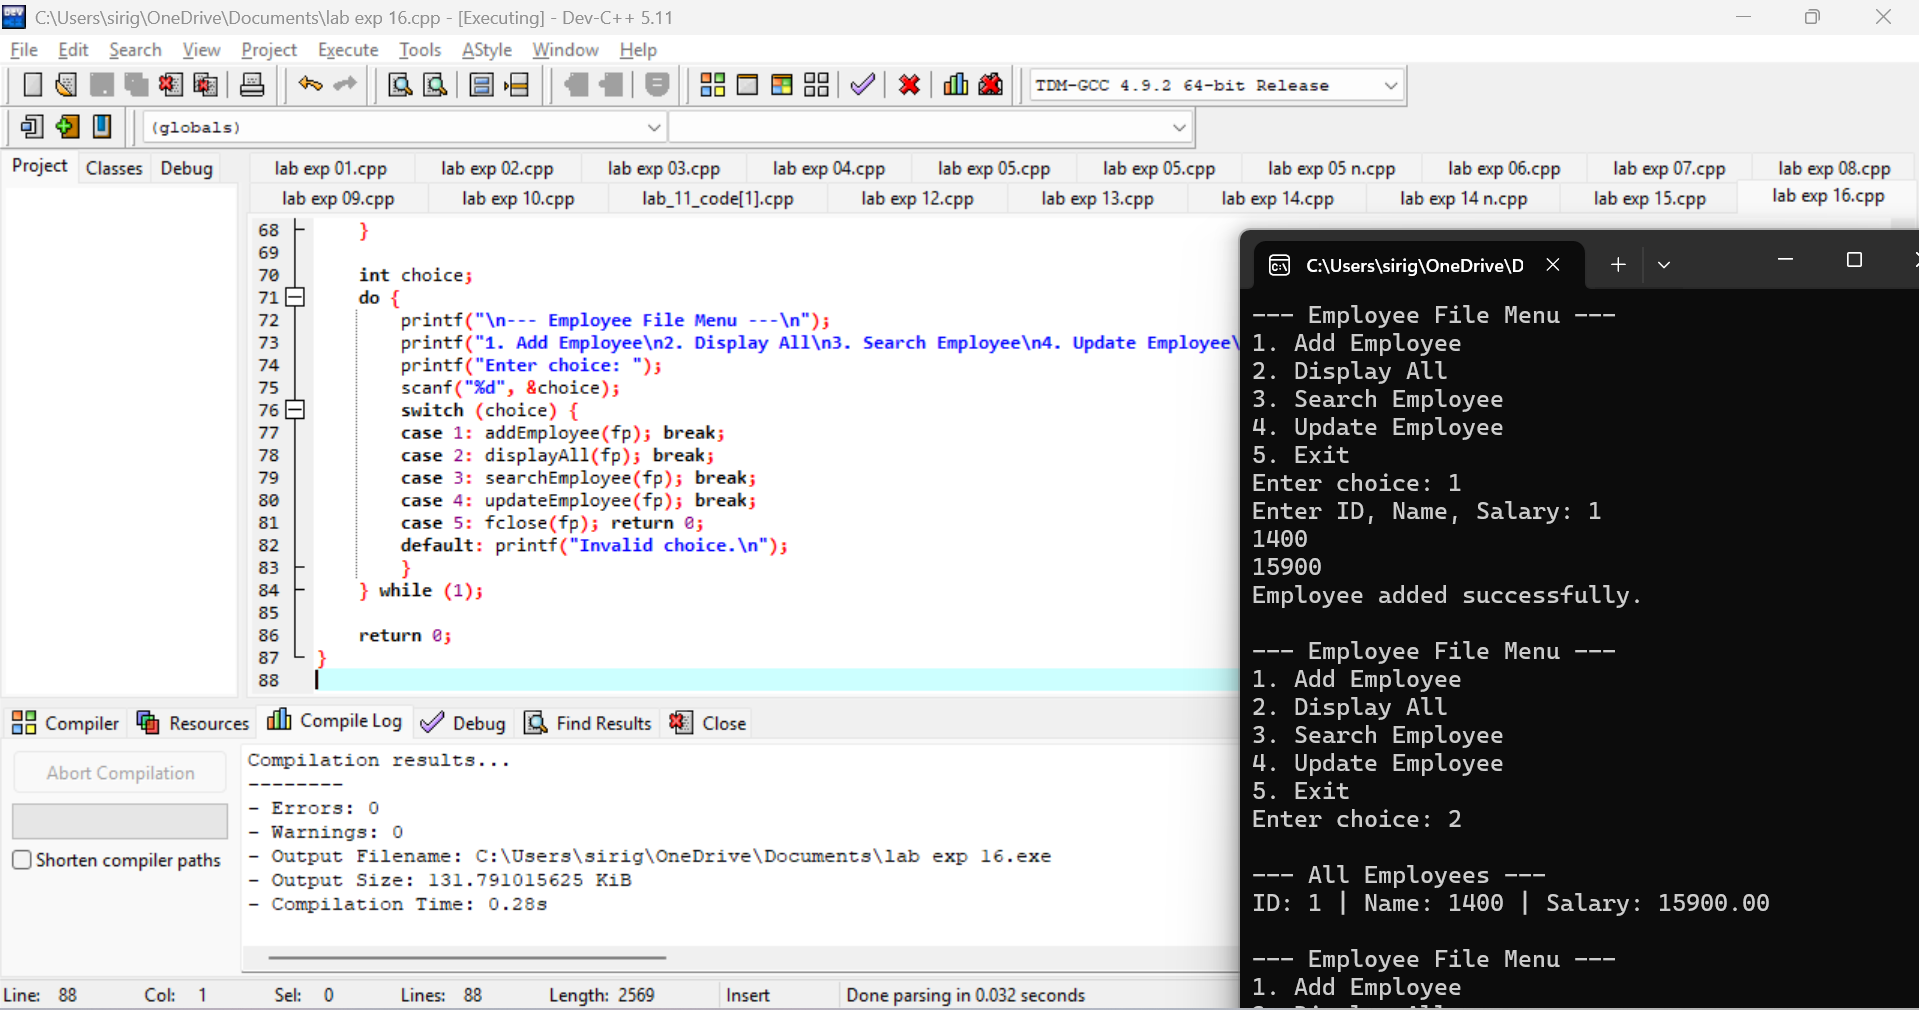 C:\Users\sirig\OneDrive\Documents\lab exp 16.cpp - [Executing] - Dev-C++ 5.11
File Edit Search View Project Execute Tools AStyle Window Help
TDM-GCC 4.9.2 64-bit Release
(globals)
Project Classes Debug
lab exp 01.cpp lab exp 02.cpp lab exp 03.cpp lab exp 04.cpp lab exp 05.cpp lab exp 05.cpp lab exp 05 n.cpp lab exp 06.cpp lab exp 07.cpp lab exp 08.cpp
lab exp 09.cpp lab exp 10.cpp lab_11_code[1].cpp lab exp 12.cpp lab exp 13.cpp lab exp 14.cpp lab exp 14 n.cpp lab exp 15.cpp lab exp 16.cpp
68 }
69
70 int choice;
71 do {
72 printf("\n--- Employee File Menu ---\n");
73 printf("1. Add Employee\n2. Display All\n3. Search Employee\n4. Update Employee\
74 printf("Enter choice: ");
75 scanf("%d", &choice);
76 switch (choice) {
77 case 1: addEmployee(fp); break;
78 case 2: displayAll(fp); break;
79 case 3: searchEmployee(fp); break;
80 case 4: updateEmployee(fp); break;
81 case 5: fclose(fp); return 0;
82 default: printf("Invalid choice.\n");
83 }
84 } while (1);
85
86 return 0;
87 }
88
Compiler Resources Compile Log Debug Find Results Close
Abort Compilation
Shorten compiler paths
Compilation results...
--------
- Errors: 0
- Warnings: 0
- Output Filename: C:\Users\sirig\OneDrive\Documents\lab exp 16.exe
- Output Size: 131.791015625 KiB
- Compilation Time: 0.28s
Line: 88 Col: 1 Sel: 0 Lines: 88 Length: 2569 Insert Done parsing in 0.032 seconds
C:\Users\sirig\OneDrive\D
--- Employee File Menu ---
1. Add Employee
2. Display All
3. Search Employee
4. Update Employee
5. Exit
Enter choice: 1
Enter ID, Name, Salary: 1
1400
15900
Employee added successfully.
--- Employee File Menu ---
1. Add Employee
2. Display All
3. Search Employee
4. Update Employee
5. Exit
Enter choice: 2
--- All Employees ---
ID: 1 | Name: 1400 | Salary: 15900.00
--- Employee File Menu ---
1. Add Employee